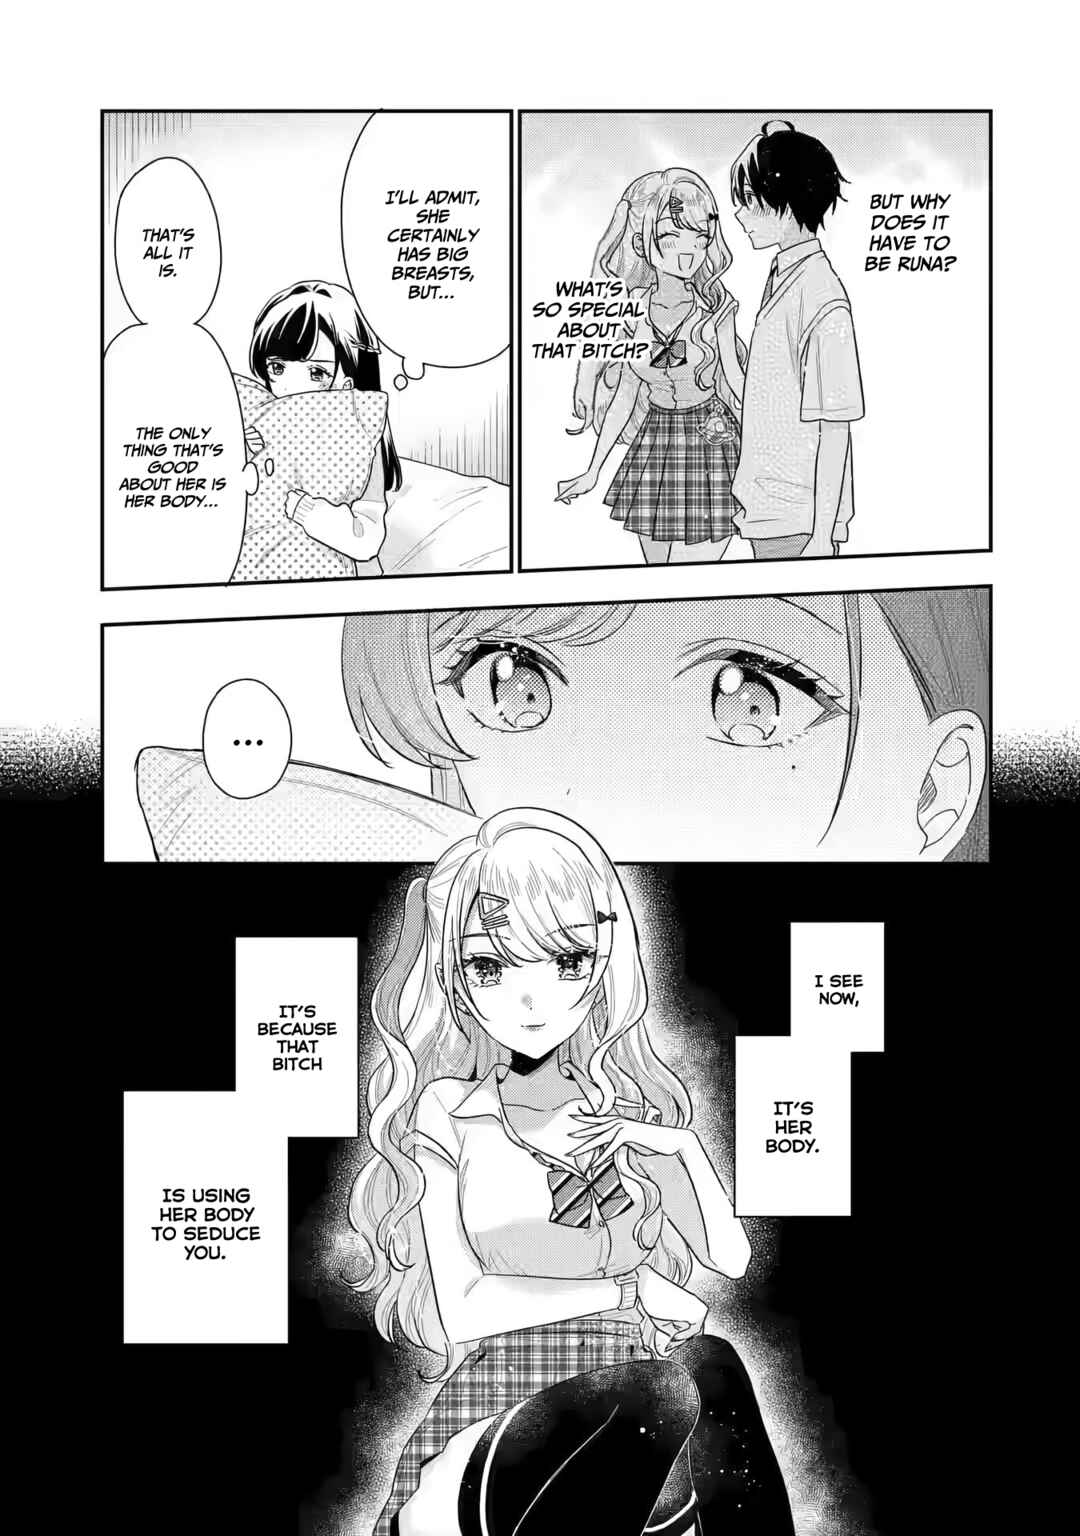 BUT WHY
DOES IT
HAVE TO
BE RUNA?
WHAT'S
SO SPECIAL
ABOUT
THAT BITCH?
I'LL ADMIT,
SHE
CERTAINLY
HAS BIG
BREASTS,
BUT...
THAT'S
ALL IT
IS.
THE ONLY
THING THAT'S
GOOD
ABOUT HER IS
HER BODY...
...
I SEE
NOW,
IT'S
HER
BODY.
IT'S
BECAUSE
THAT
BITCH
IS USING
HER BODY
TO SEDUCE
YOU.